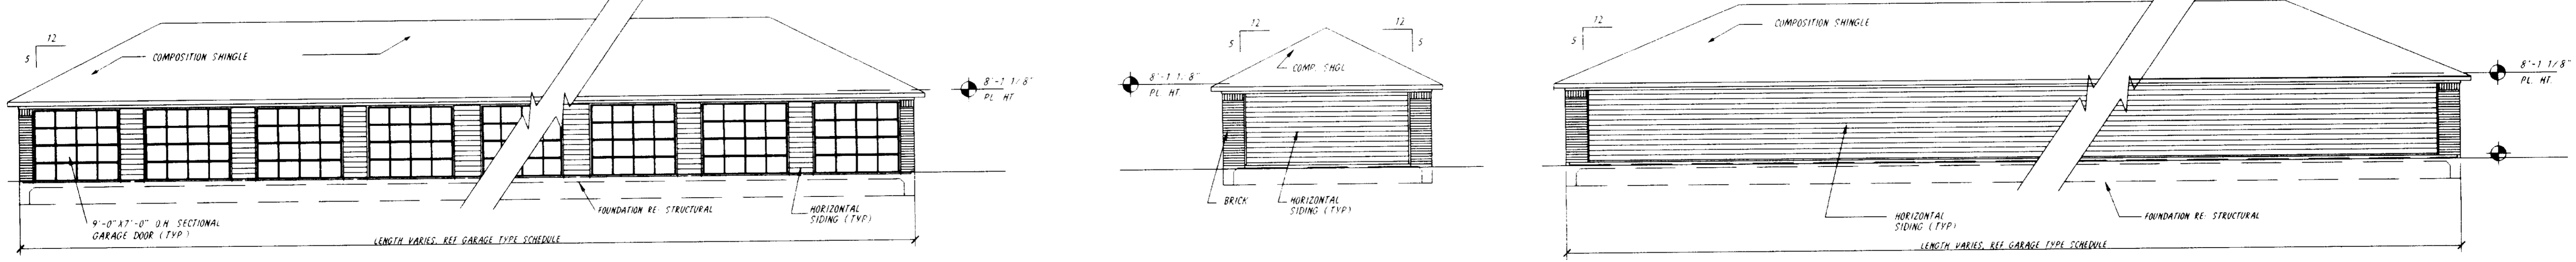 12
5
COMPOSITION SHINGLE
8'-1 1/8"
PL. HT
9'-0"X7'-0" O.H. SECTIONAL
GARAGE DOOR (TYP.)
FOUNDATION RE: STRUCTURAL
HORIZONTAL
SIDING (TYP)
LENGTH VARIES, REF GARAGE TYPE SCHEDULE
12
5
12
5
COMP. SHGL
8'-1 1/8"
PL. HT
BRICK
HORIZONTAL
SIDING (TYP)
12
5
COMPOSITION SHINGLE
8'-1 1/8"
PL. HT.
HORIZONTAL
SIDING (TYP)
FOUNDATION RE: STRUCTURAL
LENGTH VARIES, REF GARAGE TYPE SCHEDULE